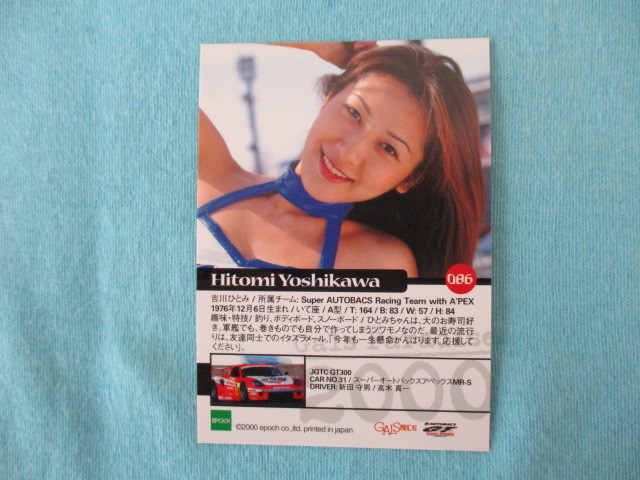 Hitomi Yoshikawa
086
吉川ひとみ / 所属チーム: Super AUTOBACS Racing Team with A'PEX
1976年12月6日生まれ / いて座 / A型 / T: 164 / B: 83 / W: 57 / H: 84
趣味・特技 / 釣り、ボディボード、スノーボード / ひとみちゃんは、大のお寿司好
き。軍艦でも、巻きものでも自分で作ってしまうツワモノなのだ。最近の流行
りは、友達同士でのイタズラメール。「今年も一生懸命がんばります。応援して
ください」。
JGTC GT300
CAR NO.31 / スーパーオートバックスアペックスMR-S
DRIVER: 新田 守男 / 高木 真一
2000
EPOCH
©2000 epoch co.,ltd. printed in japan
GALS
AUTOBACS
GT